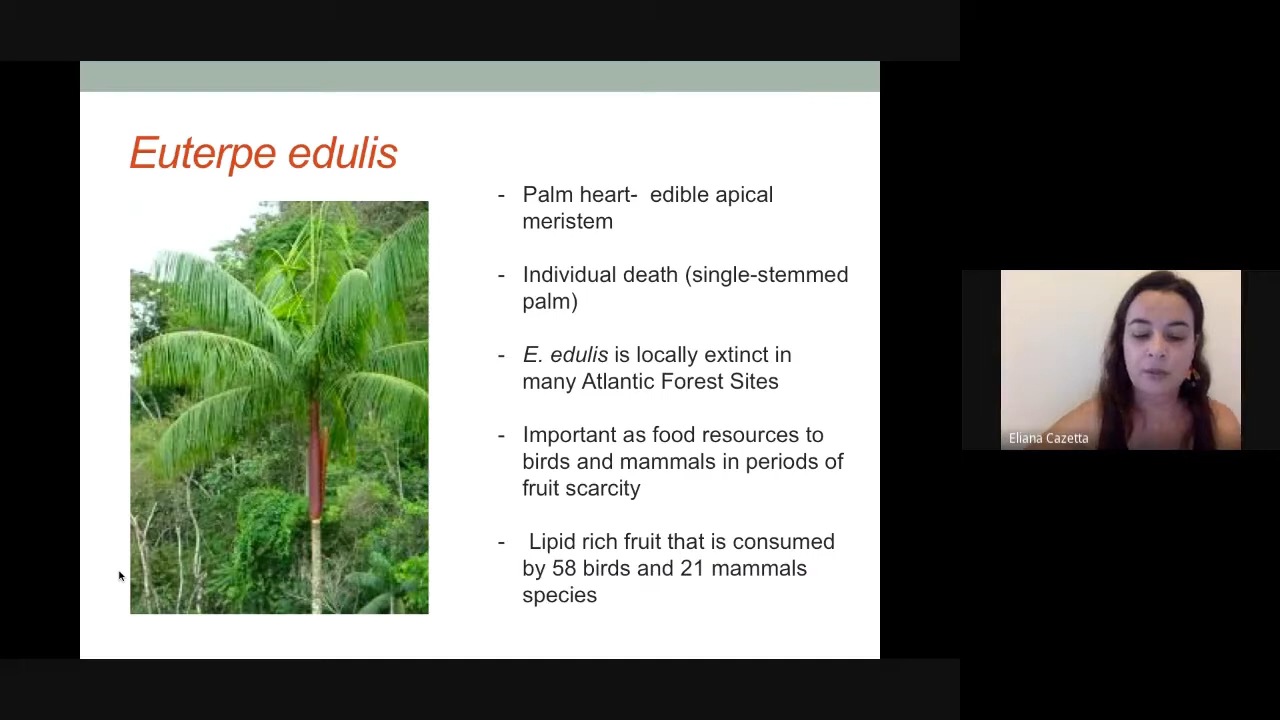 Euterpe edulis
- Palm heart- edible apical
meristem
- Individual death (single-stemmed
palm)
- E. edulis is locally extinct in
many Atlantic Forest Sites
- Important as food resources to
birds and mammals in periods of
fruit scarcity
- Lipid rich fruit that is consumed
by 58 birds and 21 mammals
species
Eliana Cazetta